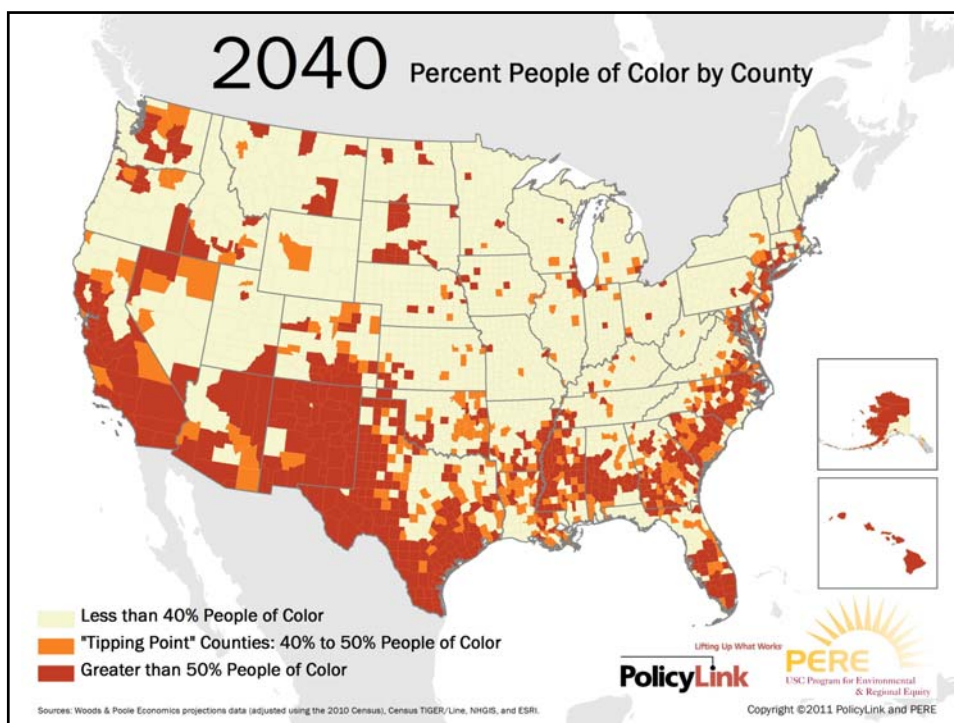 2040 Percent People of Color by County
Less than 40% People of Color
"Tipping Point" Counties: 40% to 50% People of Color
Greater than 50% People of Color
Lifting Up What Works
PolicyLink
PERE
USC Program for Environmental
& Regional Equity
Sources: Woods & Poole Economics projections data (adjusted using the 2010 Census), Census TIGER/Line, NHGIS, and ESRI.
Copyright ©2011 PolicyLink and PERE